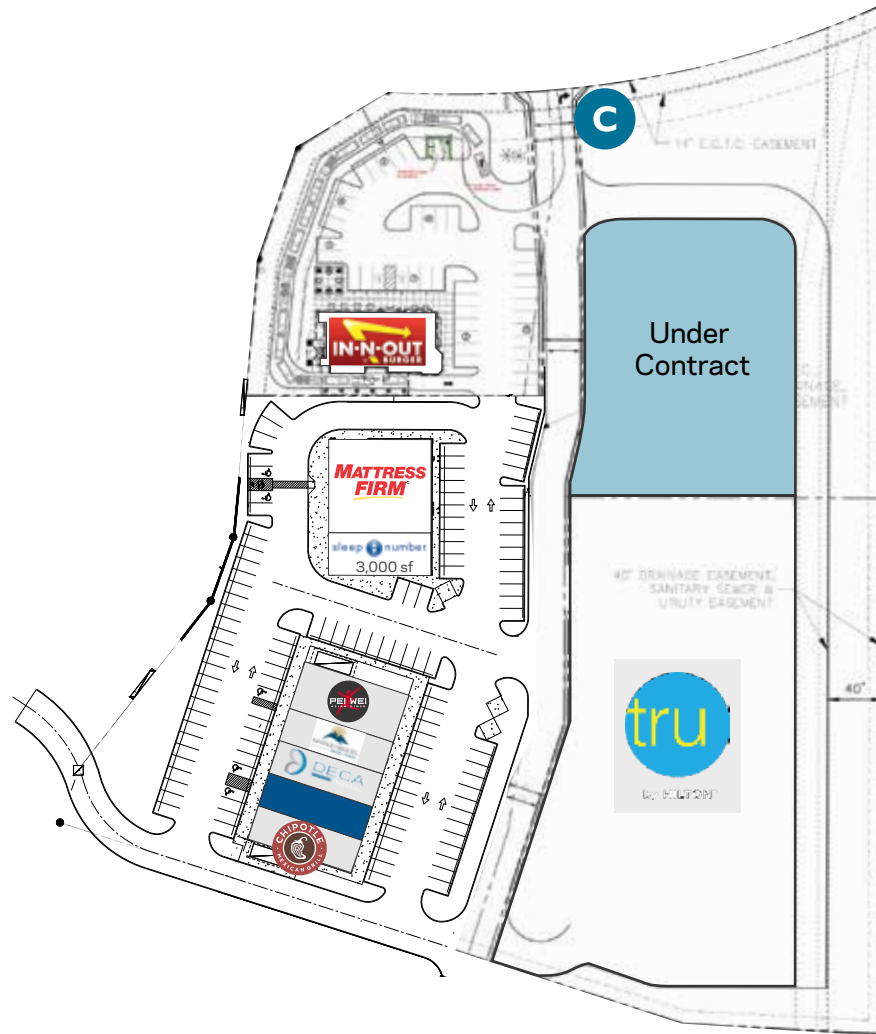 C
14' E.G.T.C. EASEMENT
IN-N-OUT
BURGER
Under
Contract
EASEMENT
MATTRESS
FIRM
sleep number
3,000 sf
40' DRAINAGE EASEMENT,
SANITARY SEWER &
UTILITY EASEMENT
40'
PEI WEI
tru
by HILTON
DECA
CHIPOTLE
MEXICAN GRILL